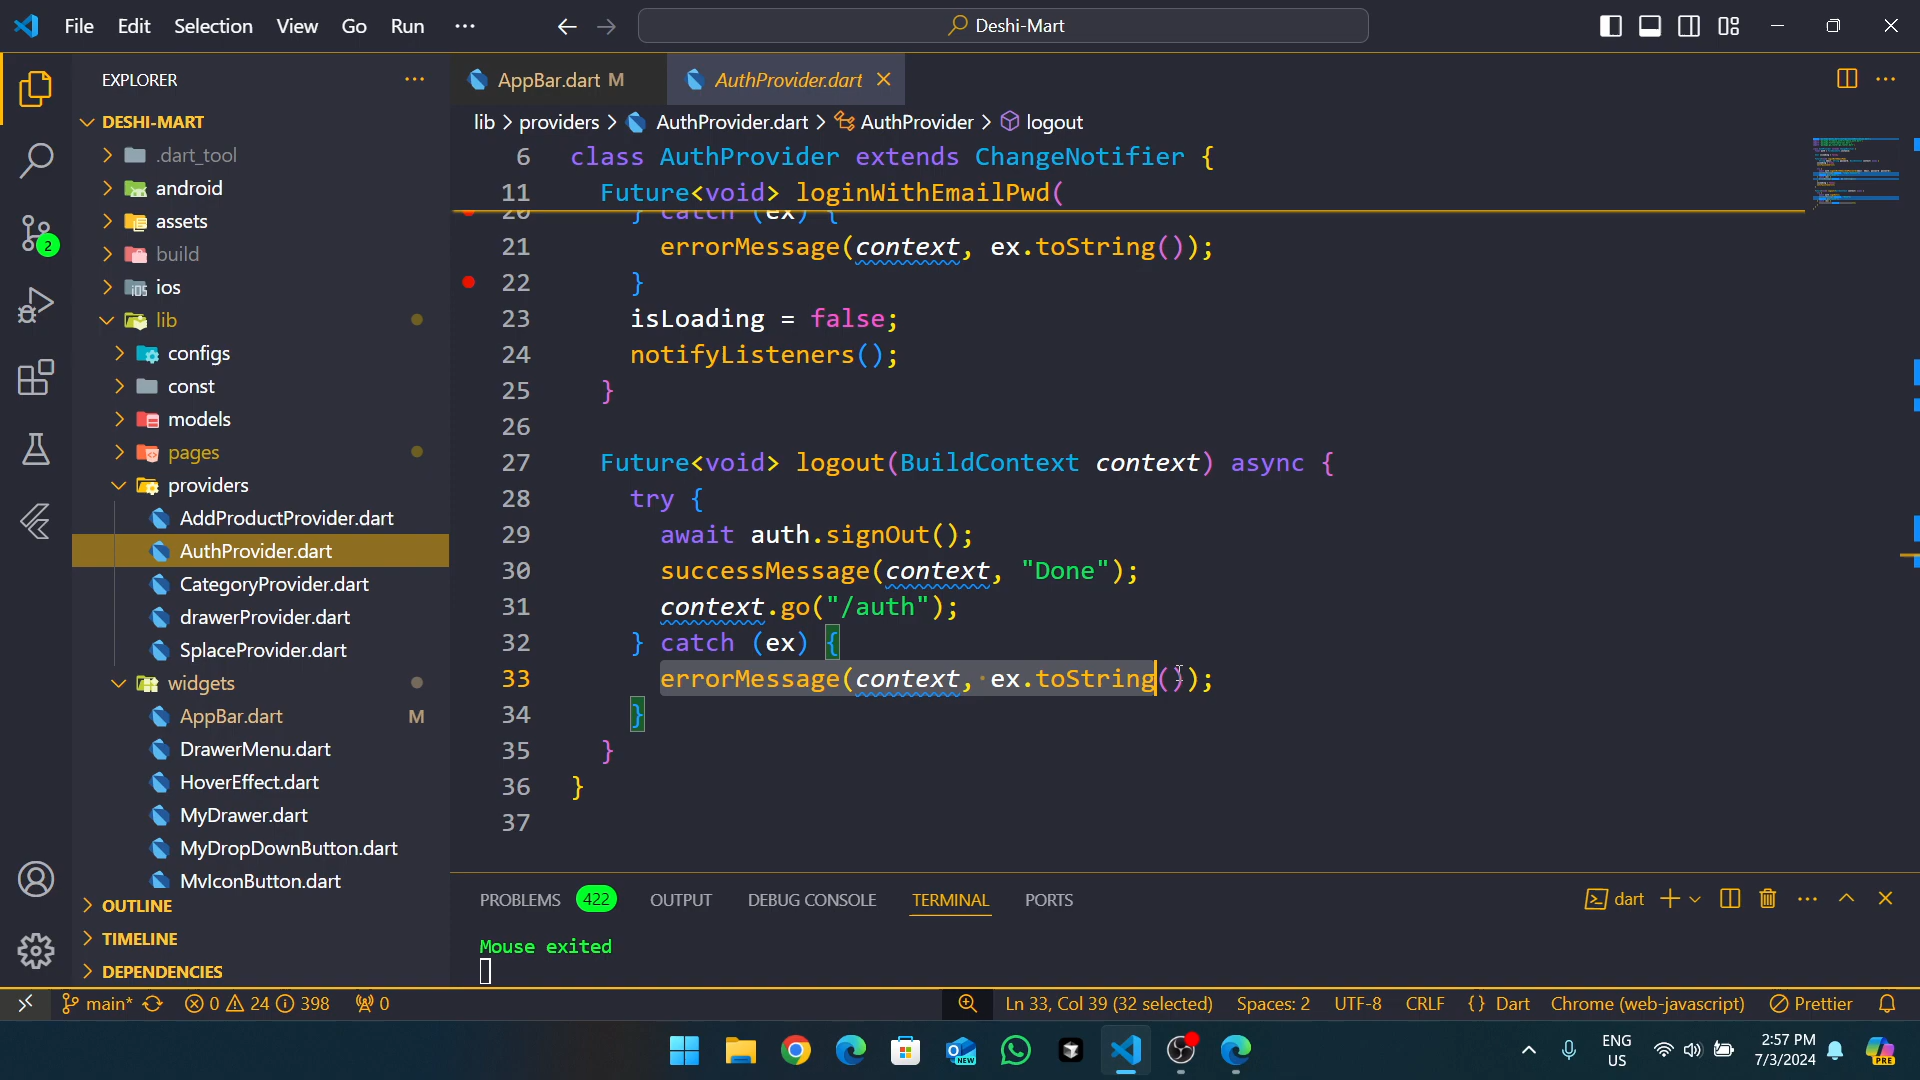 File Edit Selection View Go Run ···
Deshi-Mart
EXPLORER
AppBar.dart M
AuthProvider.dart
lib > providers > AuthProvider.dart > AuthProvider > logout
DESHI-MART
.dart_tool
android
assets
build
ios
lib
configs
const
models
pages
providers
AddProductProvider.dart
AuthProvider.dart
CategoryProvider.dart
drawerProvider.dart
SplaceProvider.dart
widgets
AppBar.dart M
DrawerMenu.dart
HoverEffect.dart
MyDrawer.dart
MyDropDownButton.dart
MyIconButton.dart
OUTLINE
TIMELINE
DEPENDENCIES
2
6 class AuthProvider extends ChangeNotifier {
11 Future<void> loginWithEmailPwd(
20 } catch (ex) {
21 errorMessage(context, ex.toString());
22 }
23 isLoading = false;
24 notifyListeners();
25 }
26
27 Future<void> logout(BuildContext context) async {
28 try {
29 await auth.signOut();
30 successMessage(context, "Done");
31 context.go("/auth");
32 } catch (ex) {
33 errorMessage(context, ex.toString());
34 }
35 }
36 }
37
PROBLEMS 422 OUTPUT DEBUG CONSOLE TERMINAL PORTS
dart
Mouse exited
main* 0 24 398 0
Ln 33, Col 39 (32 selected) Spaces: 2 UTF-8 CRLF {} Dart Chrome (web-javascript) Prettier
NEW
ENG
US
2:57 PM
7/3/2024
PRE